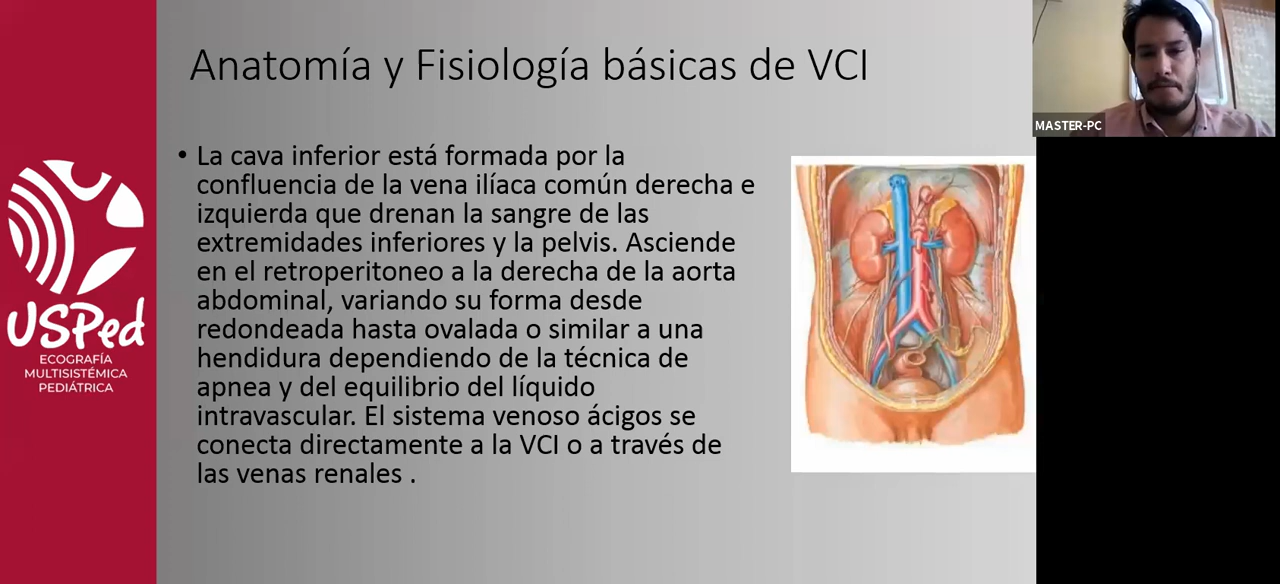 Anatomía y Fisiología básicas de VCI
MASTER-PC
• La cava inferior está formada por la
confluencia de la vena ilíaca común derecha e
izquierda que drenan la sangre de las
extremidades inferiores y la pelvis. Asciende
en el retroperitoneo a la derecha de la aorta
abdominal, variando su forma desde
redondeada hasta ovalada o similar a una
hendidura dependiendo de la técnica de
apnea y del equilibrio del líquido
intravascular. El sistema venoso ácigos se
conecta directamente a la VCI o a través de
las venas renales .
USPed
ECOGRAFÍA
MULTISISTÉMICA
PEDIÁTRICA